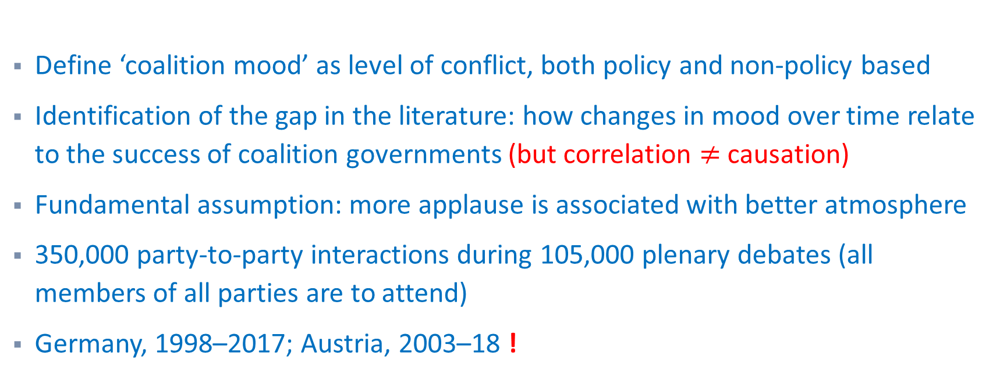 ▪ Define ‘coalition mood’ as level of conflict, both policy and non-policy based
▪ Identification of the gap in the literature: how changes in mood over time relate
to the success of coalition governments (but correlation ≠ causation)
▪ Fundamental assumption: more applause is associated with better atmosphere
▪ 350,000 party-to-party interactions during 105,000 plenary debates (all
members of all parties are to attend)
▪ Germany, 1998–2017; Austria, 2003–18 !